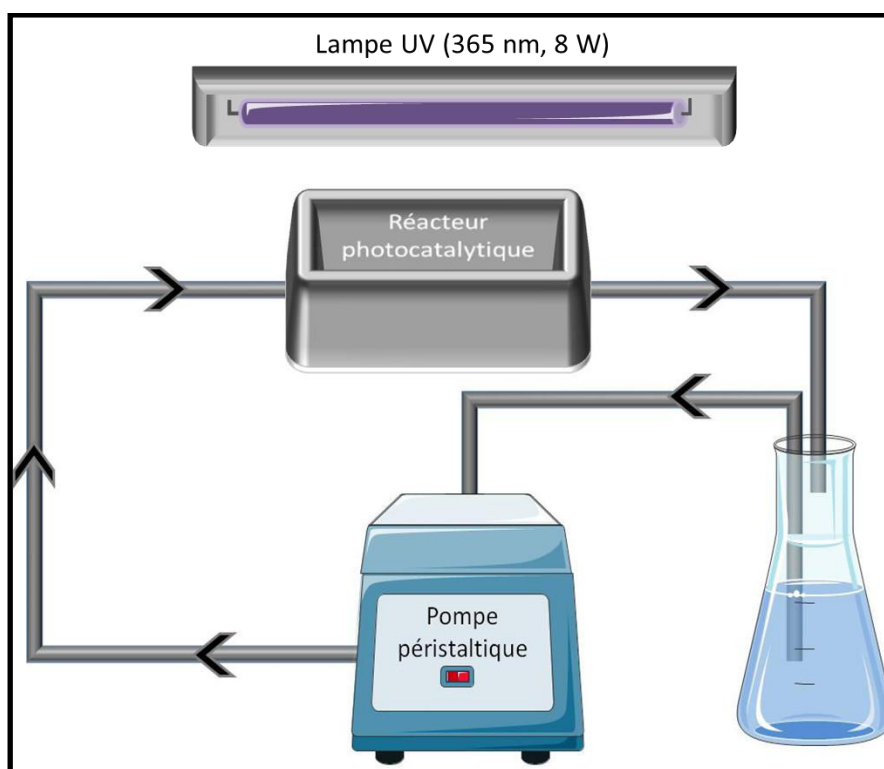 Lampe UV (365 nm, 8 W)
Réacteur
photocatalytique
Pompe
péristaltique